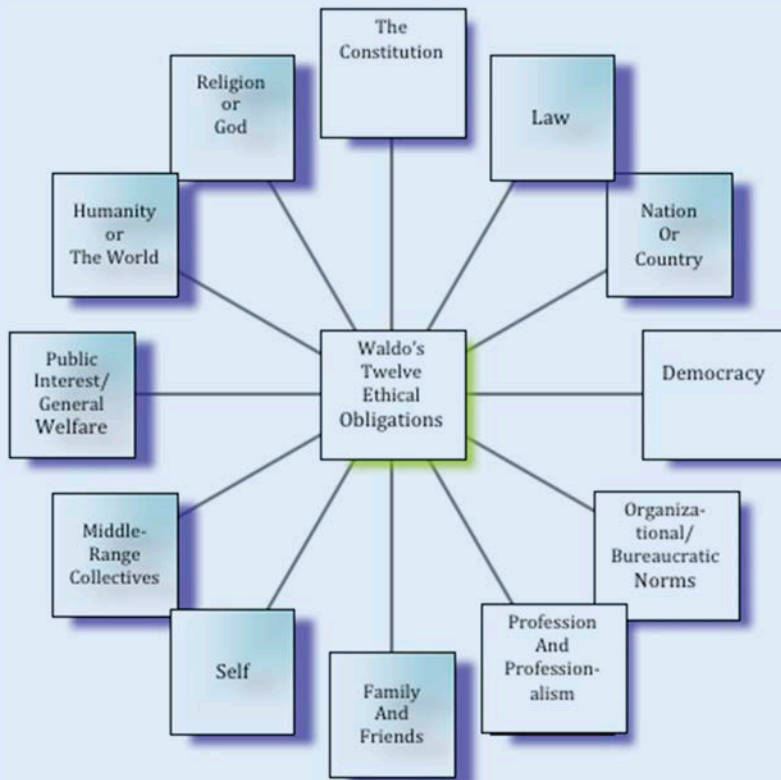 The
Constitution
Law
Nation
Or
Country
Democracy
Organiza-
tional/
Bureaucratic
Norms
Profession
And
Profession-
alism
Family
And
Friends
Self
Middle-
Range
Collectives
Public
Interest/
General
Welfare
Humanity
or
The World
Religion
or
God
Waldo's
Twelve
Ethical
Obligations